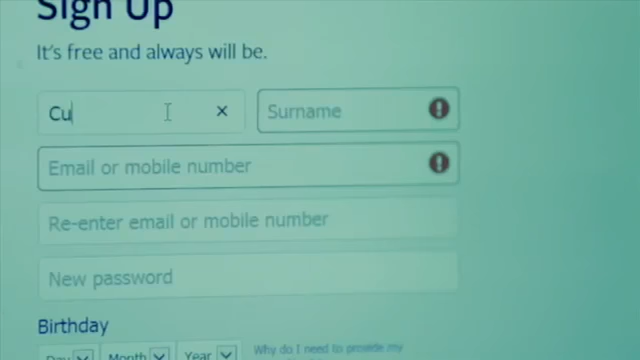 Sign Up
It's free and always will be.
Cu × Surname
Email or mobile number
Re-enter email or mobile number
New password
Birthday
Day Month Year Why do I need to provide my